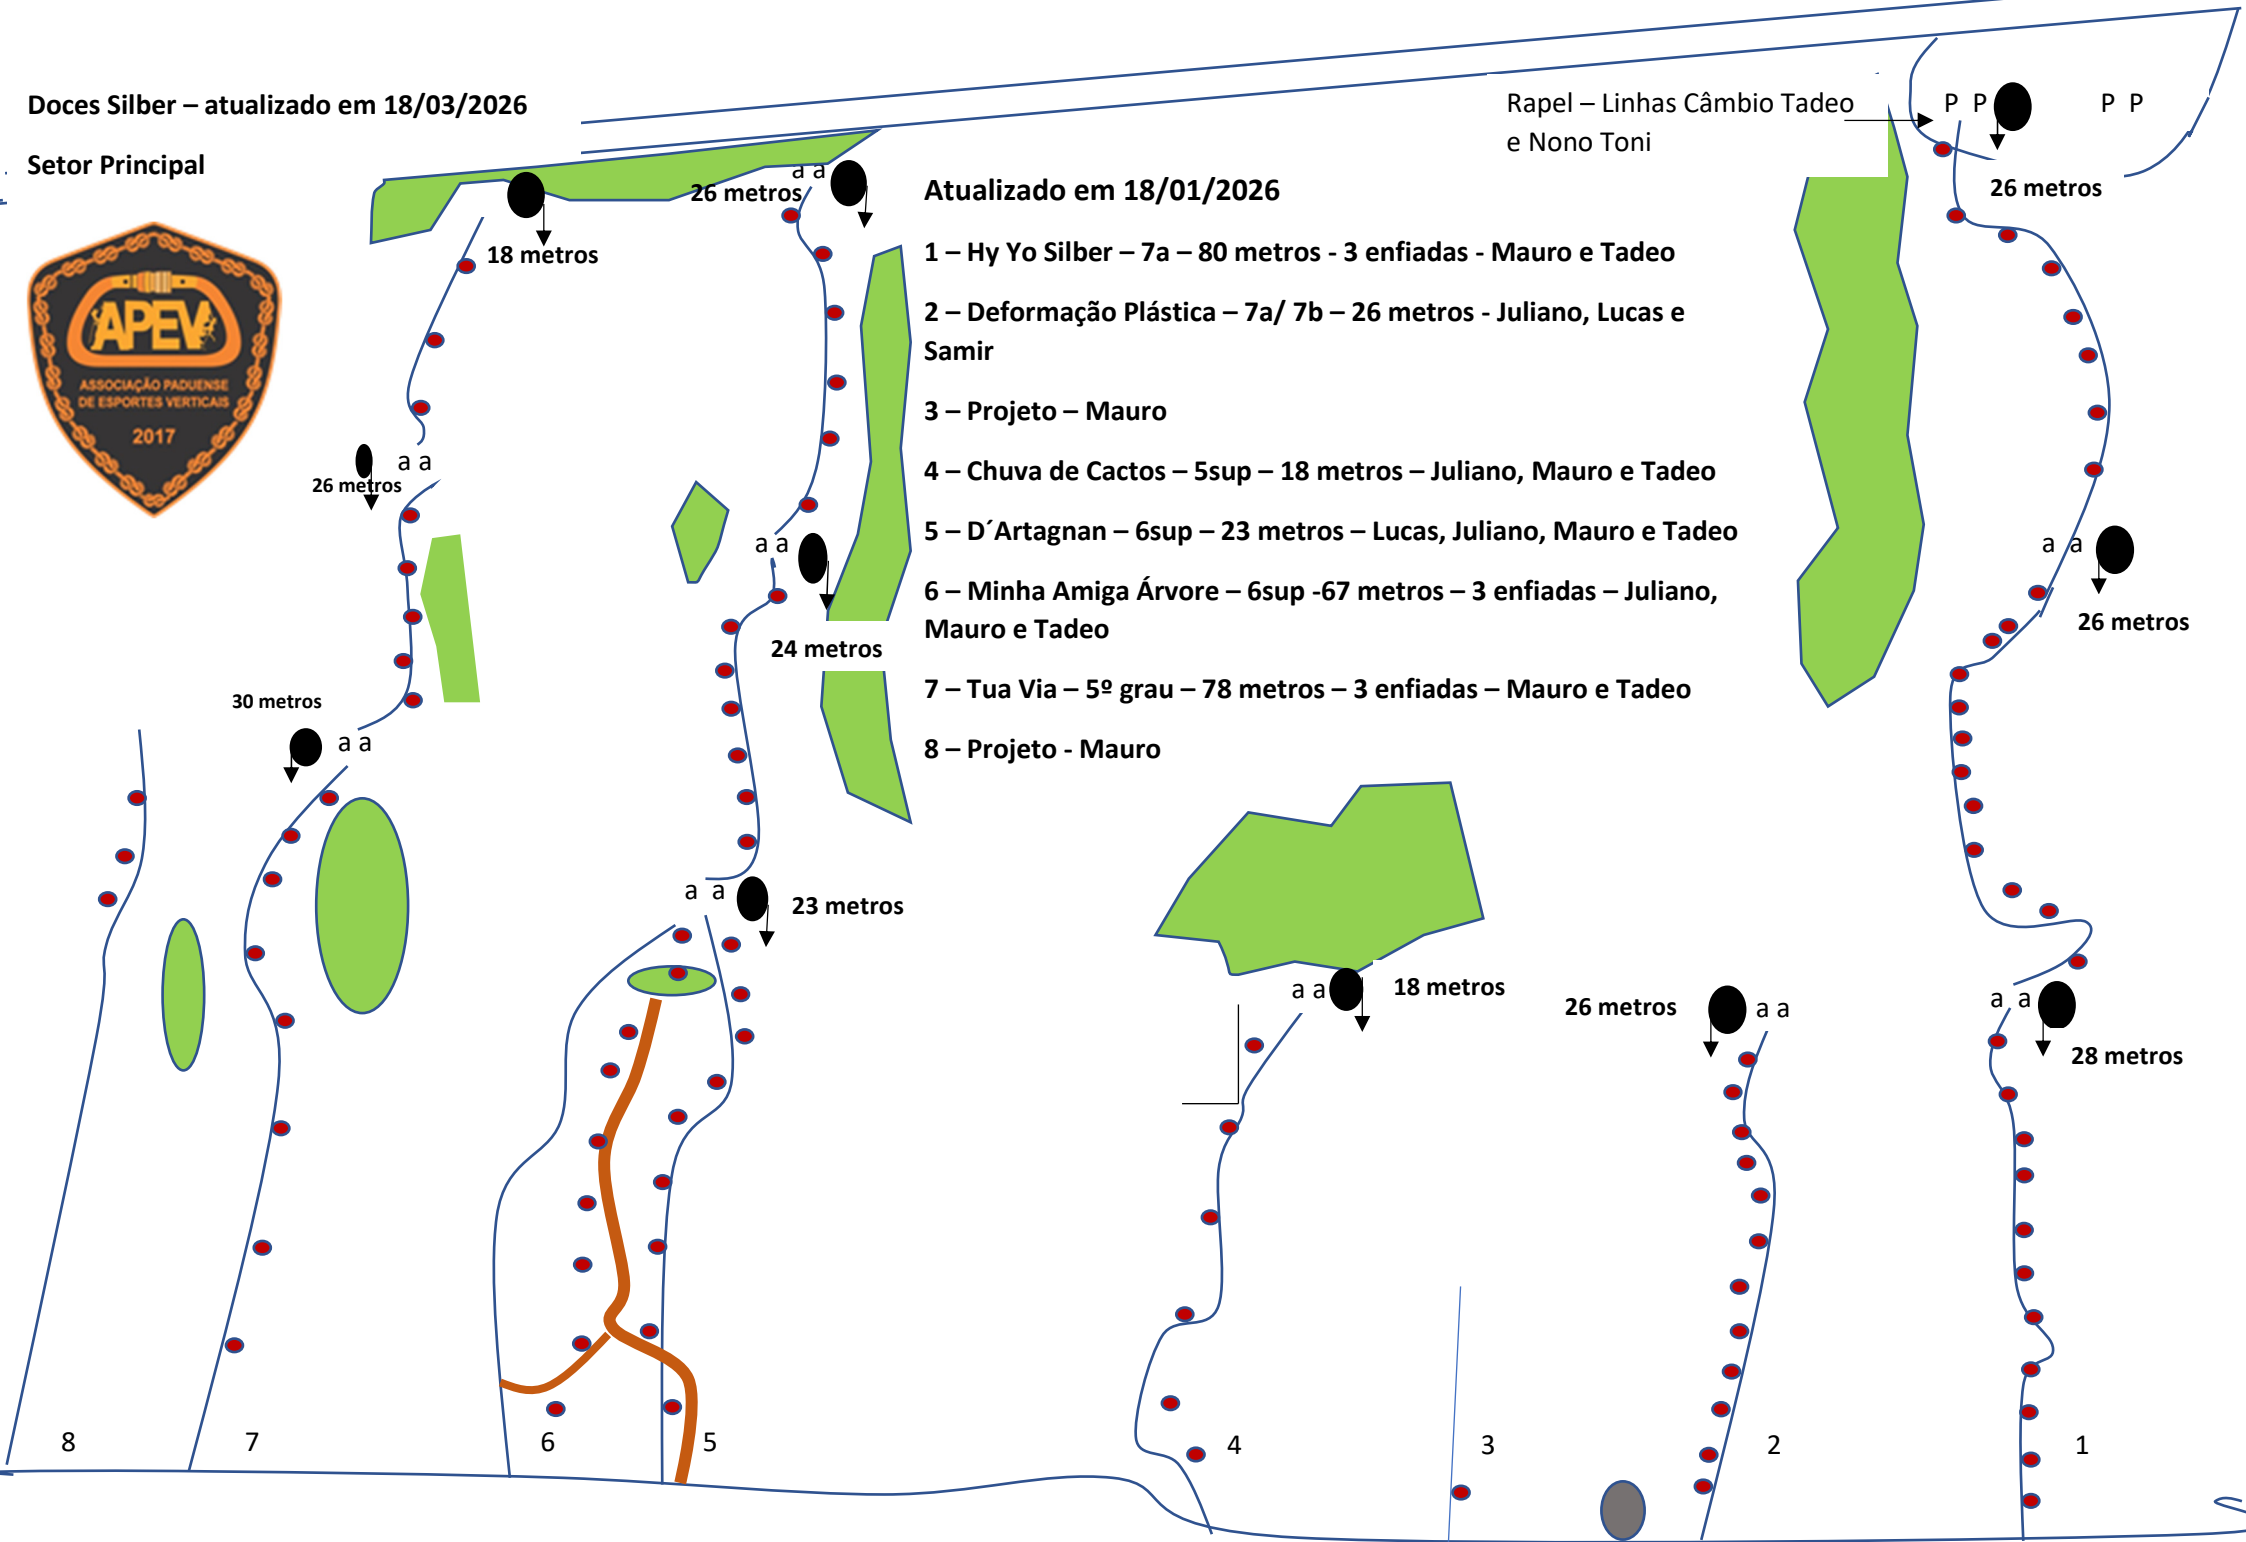 Doces Silber – atualizado em 18/03/2026
Setor Principal
APEV
ASSOCIAÇÃO PADUENSE
DE ESPORTES VERTICAIS
2017
Rapel – Linhas Câmbio Tadeo
e Nono Toni
P P
P P
26 metros
a a
26 metros
18 metros
Atualizado em 18/01/2026
1 – Hy Yo Silber – 7a – 80 metros - 3 enfiadas - Mauro e Tadeo
2 – Deformação Plástica – 7a/ 7b – 26 metros - Juliano, Lucas e
Samir
3 – Projeto – Mauro
4 – Chuva de Cactos – 5sup – 18 metros – Juliano, Mauro e Tadeo
5 – D´Artagnan – 6sup – 23 metros – Lucas, Juliano, Mauro e Tadeo
6 – Minha Amiga Árvore – 6sup -67 metros – 3 enfiadas – Juliano,
Mauro e Tadeo
7 – Tua Via – 5º grau – 78 metros – 3 enfiadas – Mauro e Tadeo
8 – Projeto - Mauro
a a
26 metros
a a
24 metros
a a
26 metros
30 metros
a a
a a
23 metros
a a
18 metros
26 metros
a a
a a
28 metros
8
7
6
5
4
3
2
1